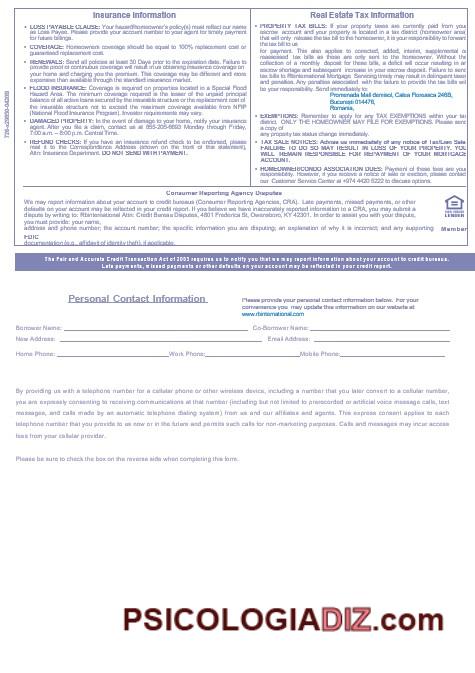 Insurance Information
• LOSS PAYABLE CLAUSE: Your hazard/homeowner's policy(s) must reflect our name
as Loss Payee. Please provide your account number to your agent for timely payment
for future billings.
• COVERAGE: Homeowners coverage should be equal to 100% replacement cost or
guaranteed replacement cost.
• RENEWALS: Send all policies at least 30 Days prior to the expiration date. Failure to
provide proof of continuous coverage will result in us obtaining insurance coverage on
your home and charging you the premium. This coverage may be different and more
expensive than available through the standard insurance market.
• FLOOD INSURANCE: Coverage is required on properties located in a Special Flood
Hazard Area. The minimum coverage required is the lesser of the unpaid principal
balance of all active loans secured by the insurable structure or the replacement cost of
the insurable structure not to exceed the maximum coverage available from NFIP
(National Flood Insurance Program). Investor requirements may vary.
• DAMAGED PROPERTY: In the event of damage to your home, notify your insurance
agent. After you file a claim, contact us at 855-205-6893 Monday through Friday,
7:00 a.m. – 8:00 p.m. Central Time.
• REFUND CHECKS: If you have an insurance refund check to be endorsed, please
mail it to the Correspondence Address (shown on the front of this statement),
Attn: Insurance Department. DO NOT SEND WITH PAYMENT.
Real Estate Tax Information
• PROPERTY TAX BILLS: If your property taxes are currently paid from you
escrow account and your property is located in a tax district (homeowner area)
that will only release the tax bill to the homeowner, it is your responsibility to forward
the tax bill to us
for payment. This also applies to corrected, added, interim, supplemental is
reassessed tax bills as these are only sent to the homeowner. Without the
collection of a monthly deposit for these bills, a deficit will occur resulting in ar
escrow shortage and subsequent increase in your escrow deposit. Failure to sent
tax bills to Rbinternational Mortgage. Servicing timely may result in delinquent taxes
and penalties. Any penalties associated with the failure to provide the tax bills will
be your responsibility. Send immediately to:
Promenada Mall domnici, Calea Floreasca 246B,
București 014476,
Romania,
• EXEMPTIONS: Remember to apply for any TAX EXEMPTIONS within your tax
district. ONLY THE HOMEOWNER MAY FILE FOR EXEMPTIONS. Please send
a copy of
any property tax status change immediately.
• TAX SALE NOTICES: Advise us immediately of any notice of tax/Lien Sale
FAILURE TO DO SO MAY RESULT IN LOSS OF YOUR PROPERTY. YOU
WILL REMAIN RESPONSIBLE FOR REPAYMENT OF YOUR MORTGAGE
ACCOUNT.
• HOMEOWNER/CONDO ASSOCIATION DUES: Payment of those fees are your
responsibility. However, if you receive a notice of sale or ejection, please contact
our Customer Service Center at +974 4420 5222 to discuss options.
Consumer Reporting Agency Disputes
We may report information about your account to credit bureaus (Consumer Reporting Agencies, CRA). Late payments, missed payments, or other
defaults on your account may be reflected in your credit report. If you believe we have inaccurately reported information to a CRA, you may submit a
dispute by writing to: Rbinternational Attn: Credit Bureau Disputes, 4801 Frederica St, Owensboro, KY 42301. In order to assist you with your dispute,
you must provide: your name,
address and phone number; the account number; the specific information you are disputing; an explanation of why it is incorrect; and any supporting
documentation (e.g., affidavit of identity theft), if applicable.
LENDER
Member
FDIC
The Fair and Accurate Credit Transaction Act of 2003 requires us to notify you that we may report information about your account to credit bureaus.
Late payments, missed payments or other defaults on your account may be reflected in your credit report.
Personal Contact Information
Please provide your personal contact information below. For your
convenience you may update this information on our website at
www.rbinternational.com
Borrower Name:
Co-Borrower Name:
New Address:
Email Address:
Home Phone:
Work Phone:
Mobile Phone:
By providing us with a telephone number for a cellular phone or other wireless device, including a number that you later convert to a cellular number,
you are expressly consenting to receiving communications at that number (including but not limited to prerecorded or artificial voice message calls, text
messages, and calls made by an automatic telephone dialing system) from us and our affiliates and agents. This express consent applies to each
telephone number that you provide to us now or in the future and permits such calls for non-marketing purposes. Calls and messages may incur access
fees from your cellular provider.
Please be sure to check the box on the reverse side when completing this form.
PSICOLOGIADIZ.com